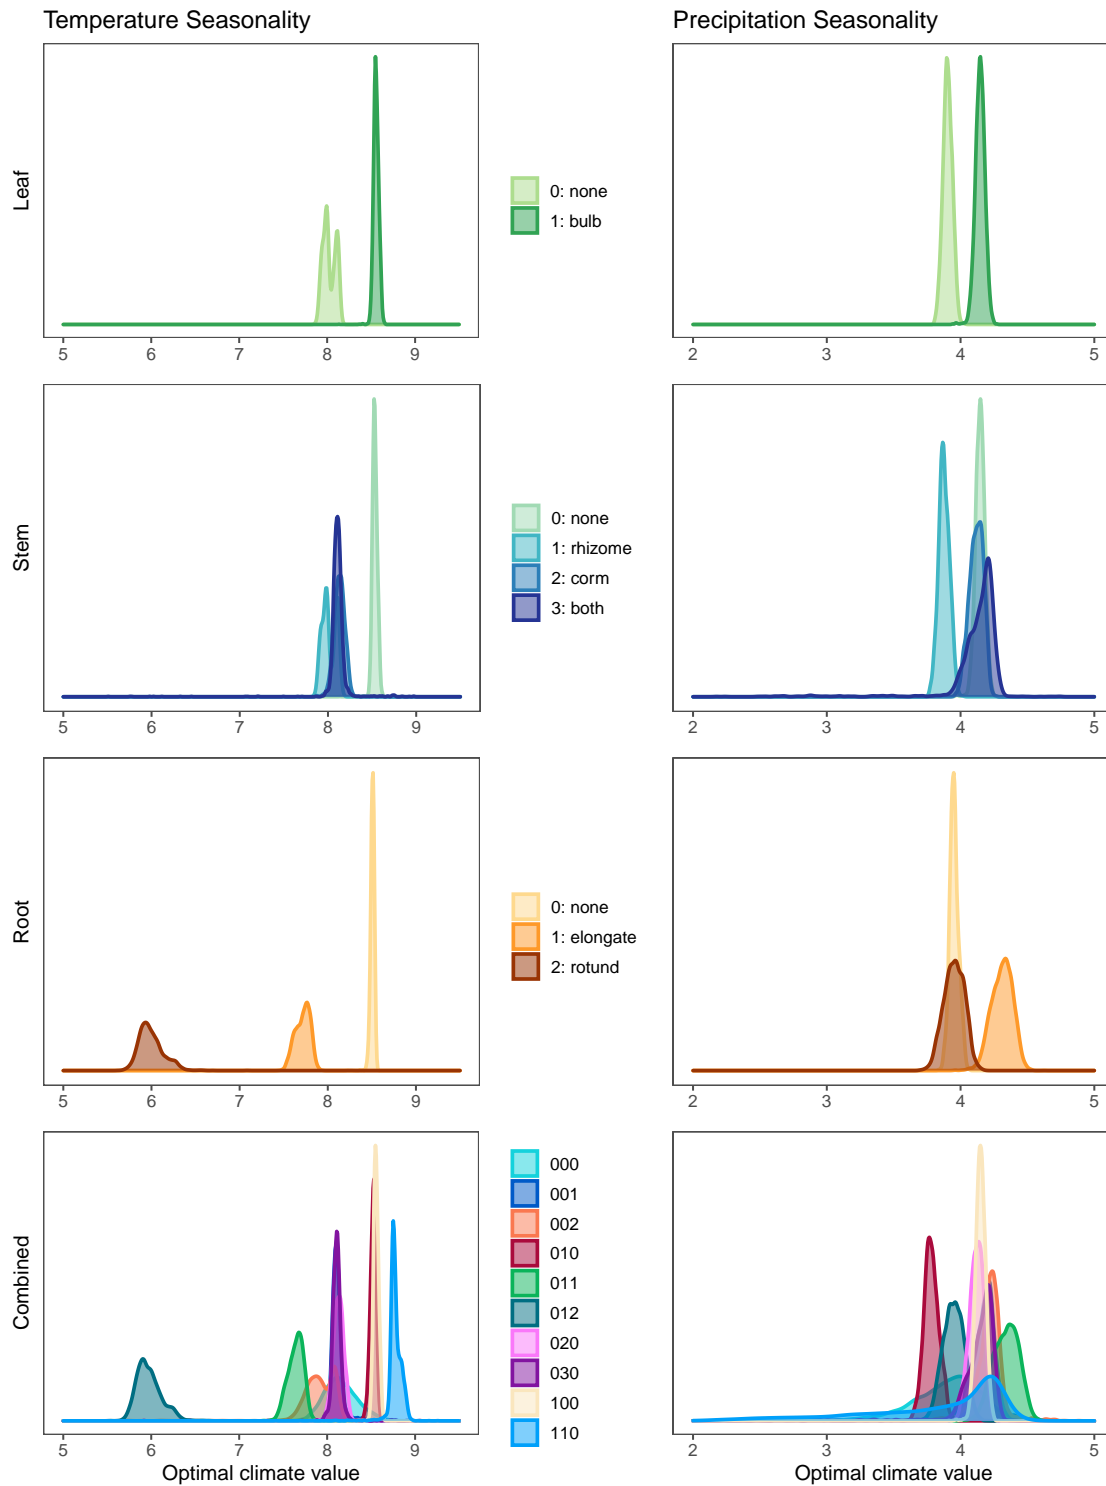 Temperature Seasonality
Precipitation Seasonality
Leaf
5 6 7 8 9
0: none
1: bulb
2 3 4 5
Stem
5 6 7 8 9
0: none
1: rhizome
2: corm
3: both
2 3 4 5
Root
5 6 7 8 9
0: none
1: elongate
2: rotund
2 3 4 5
Combined
5 6 7 8 9
Optimal climate value
000
001
002
010
011
012
020
030
100
110
2 3 4 5
Optimal climate value